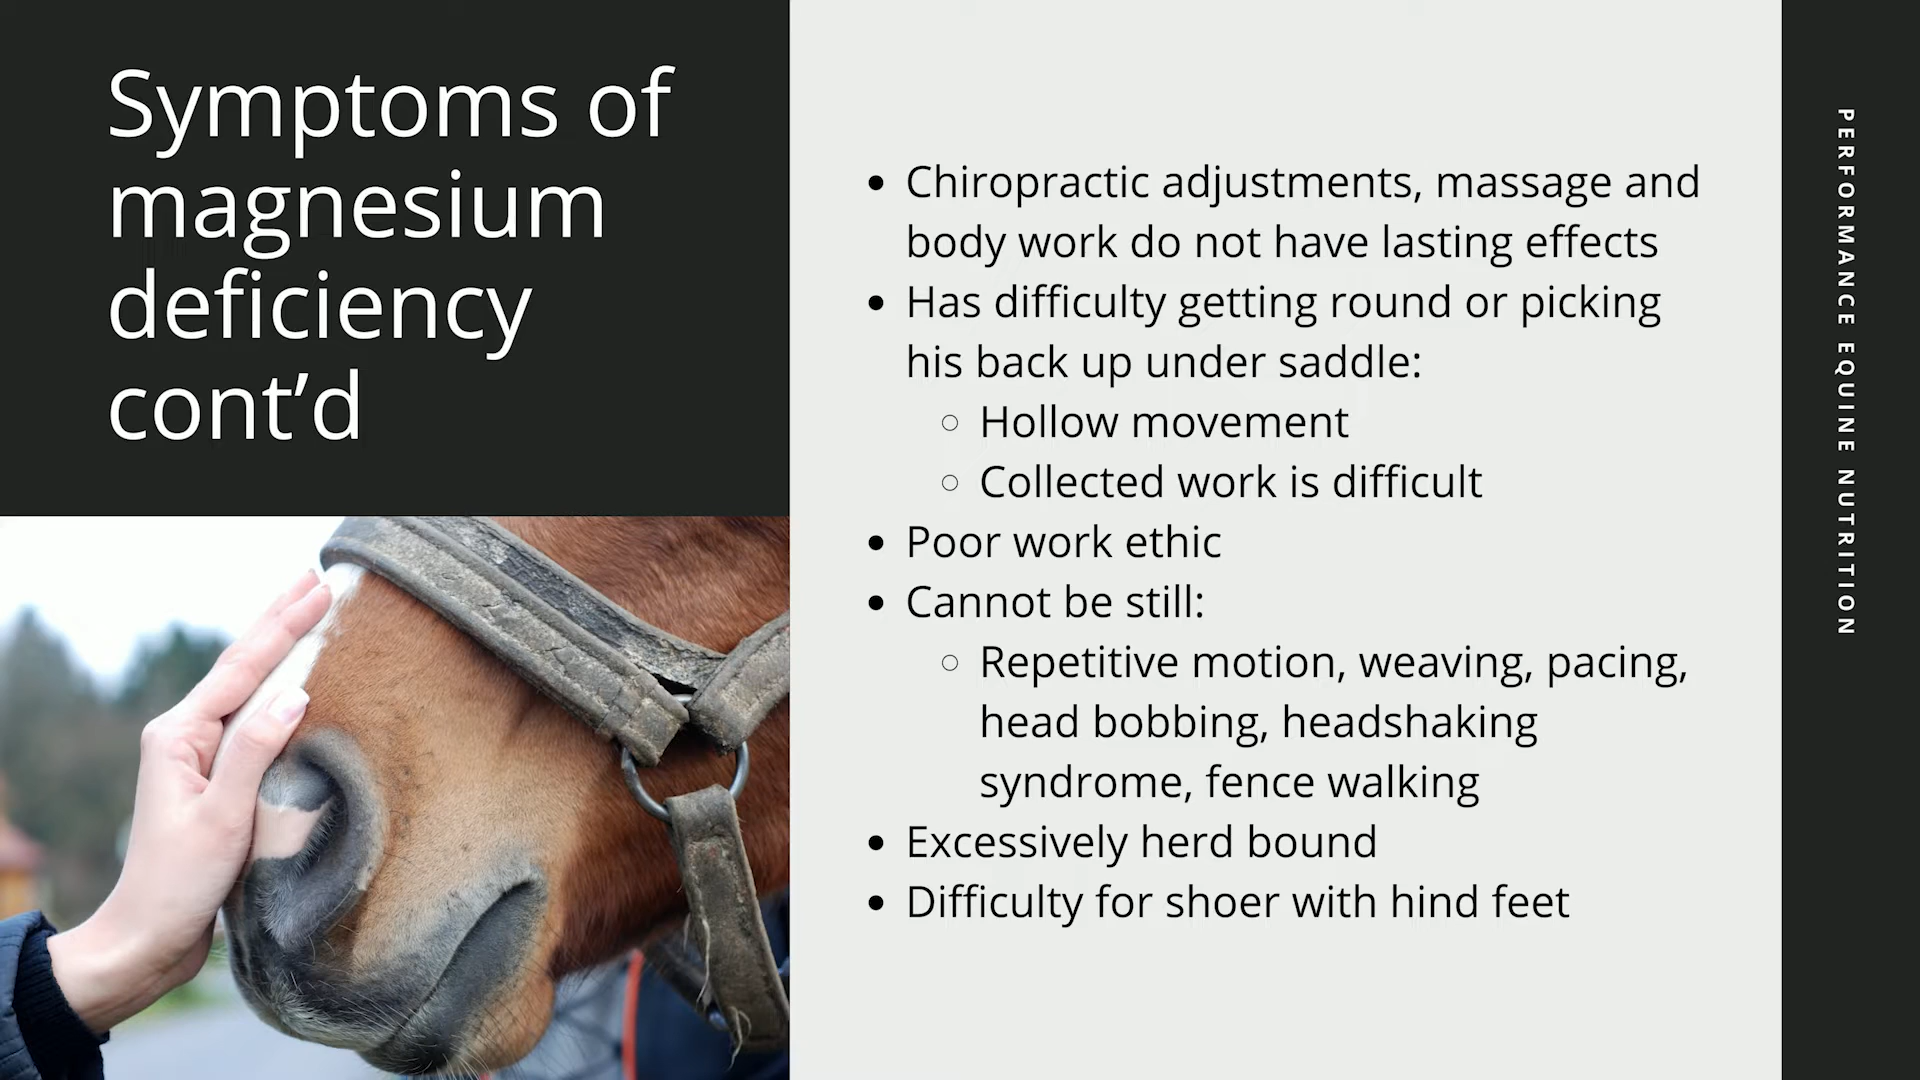 Symptoms of
magnesium
deficiency
cont’d
• Chiropractic adjustments, massage and
body work do not have lasting effects
• Has difficulty getting round or picking
his back up under saddle:
○ Hollow movement
○ Collected work is difficult
• Poor work ethic
• Cannot be still:
○ Repetitive motion, weaving, pacing,
head bobbing, headshaking
syndrome, fence walking
• Excessively herd bound
• Difficulty for shoer with hind feet
PERFORMANCE EQUINE NUTRITION